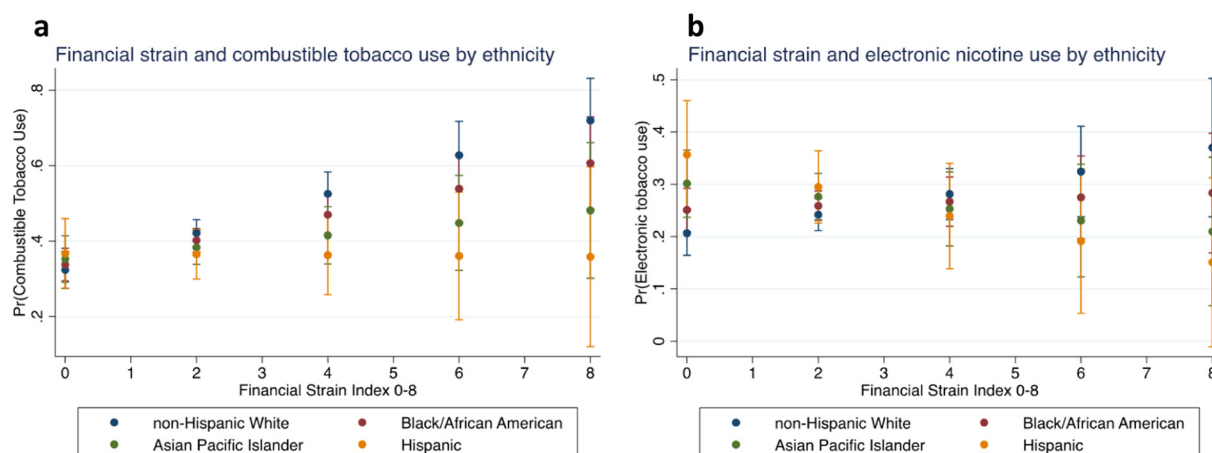 a
Financial strain and combustible tobacco use by ethnicity
Pr(Combustible Tobacco Use)
.8
.6
.4
.2
0 1 2 3 4 5 6 7 8
Financial Strain Index 0-8
non-Hispanic White Black/African American
Asian Pacific Islander Hispanic
b
Financial strain and electronic nicotine use by ethnicity
Pr(Electronic tobacco use)
.5
.4
.3
.2
.1
0
0 1 2 3 4 5 6 7 8
Financial Strain Index 0-8
non-Hispanic White Black/African American
Asian Pacific Islander Hispanic